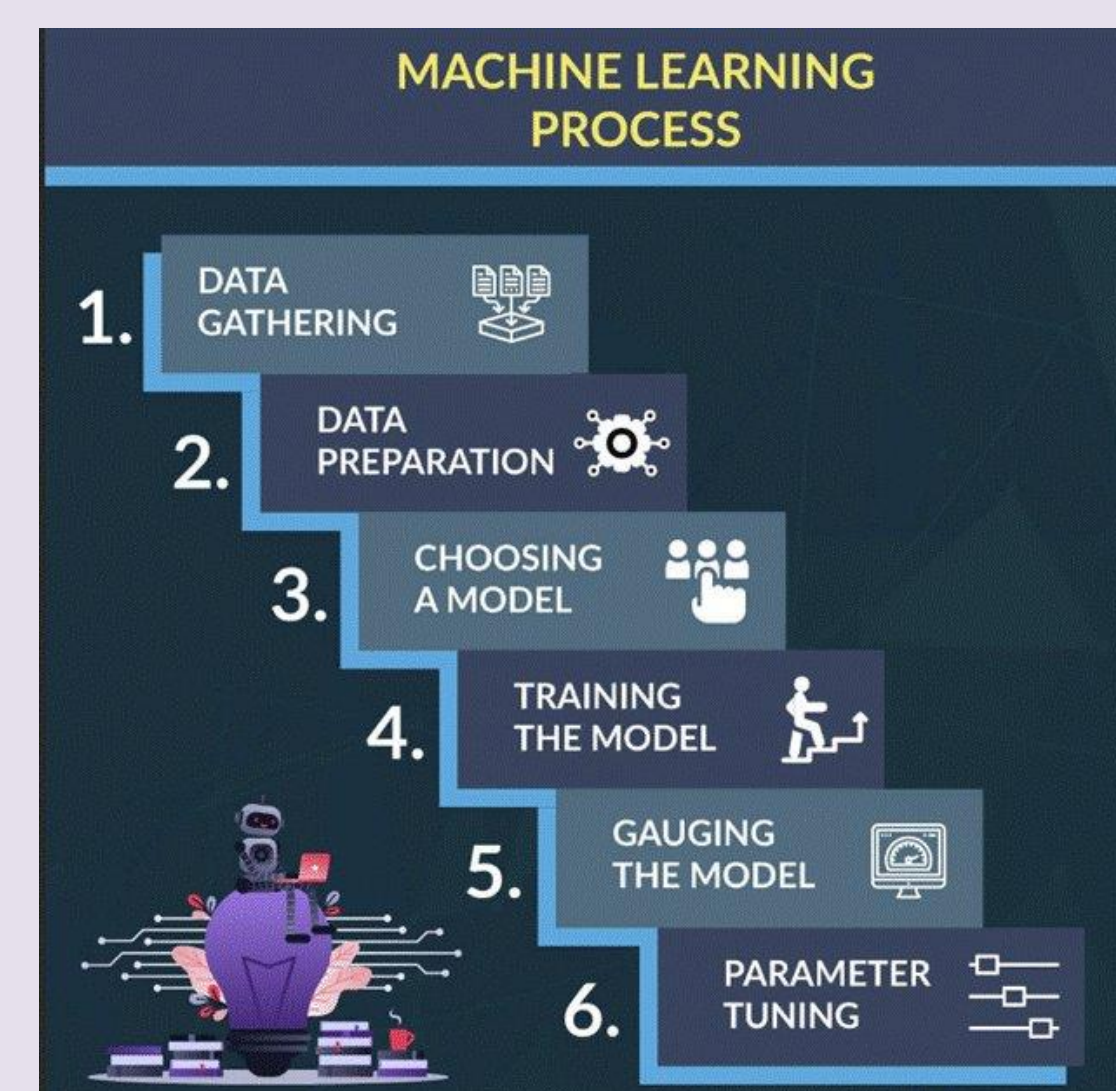 MACHINE LEARNING
PROCESS
1.
DATA
GATHERING
2.
DATA
PREPARATION
3.
CHOOSING
A MODEL
4.
TRAINING
THE MODEL
5.
GAUGING
THE MODEL
6.
PARAMETER
TUNING